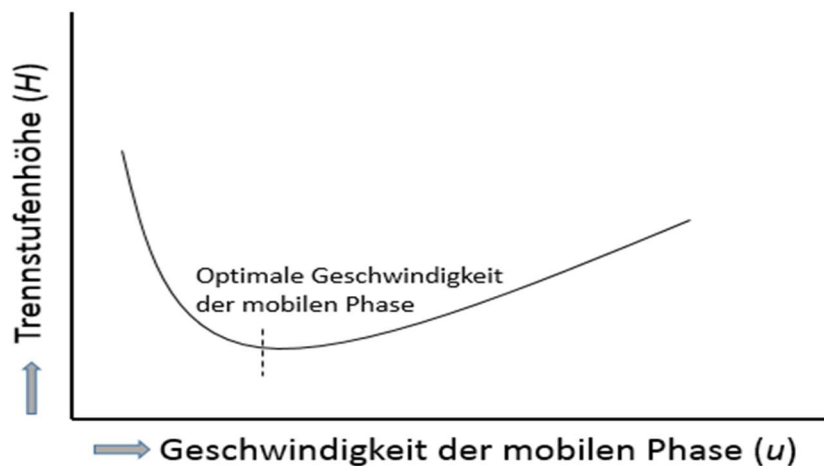 Trennstufenhöhe (H)
Optimale Geschwindigkeit
der mobilen Phase
Geschwindigkeit der mobilen Phase (u)